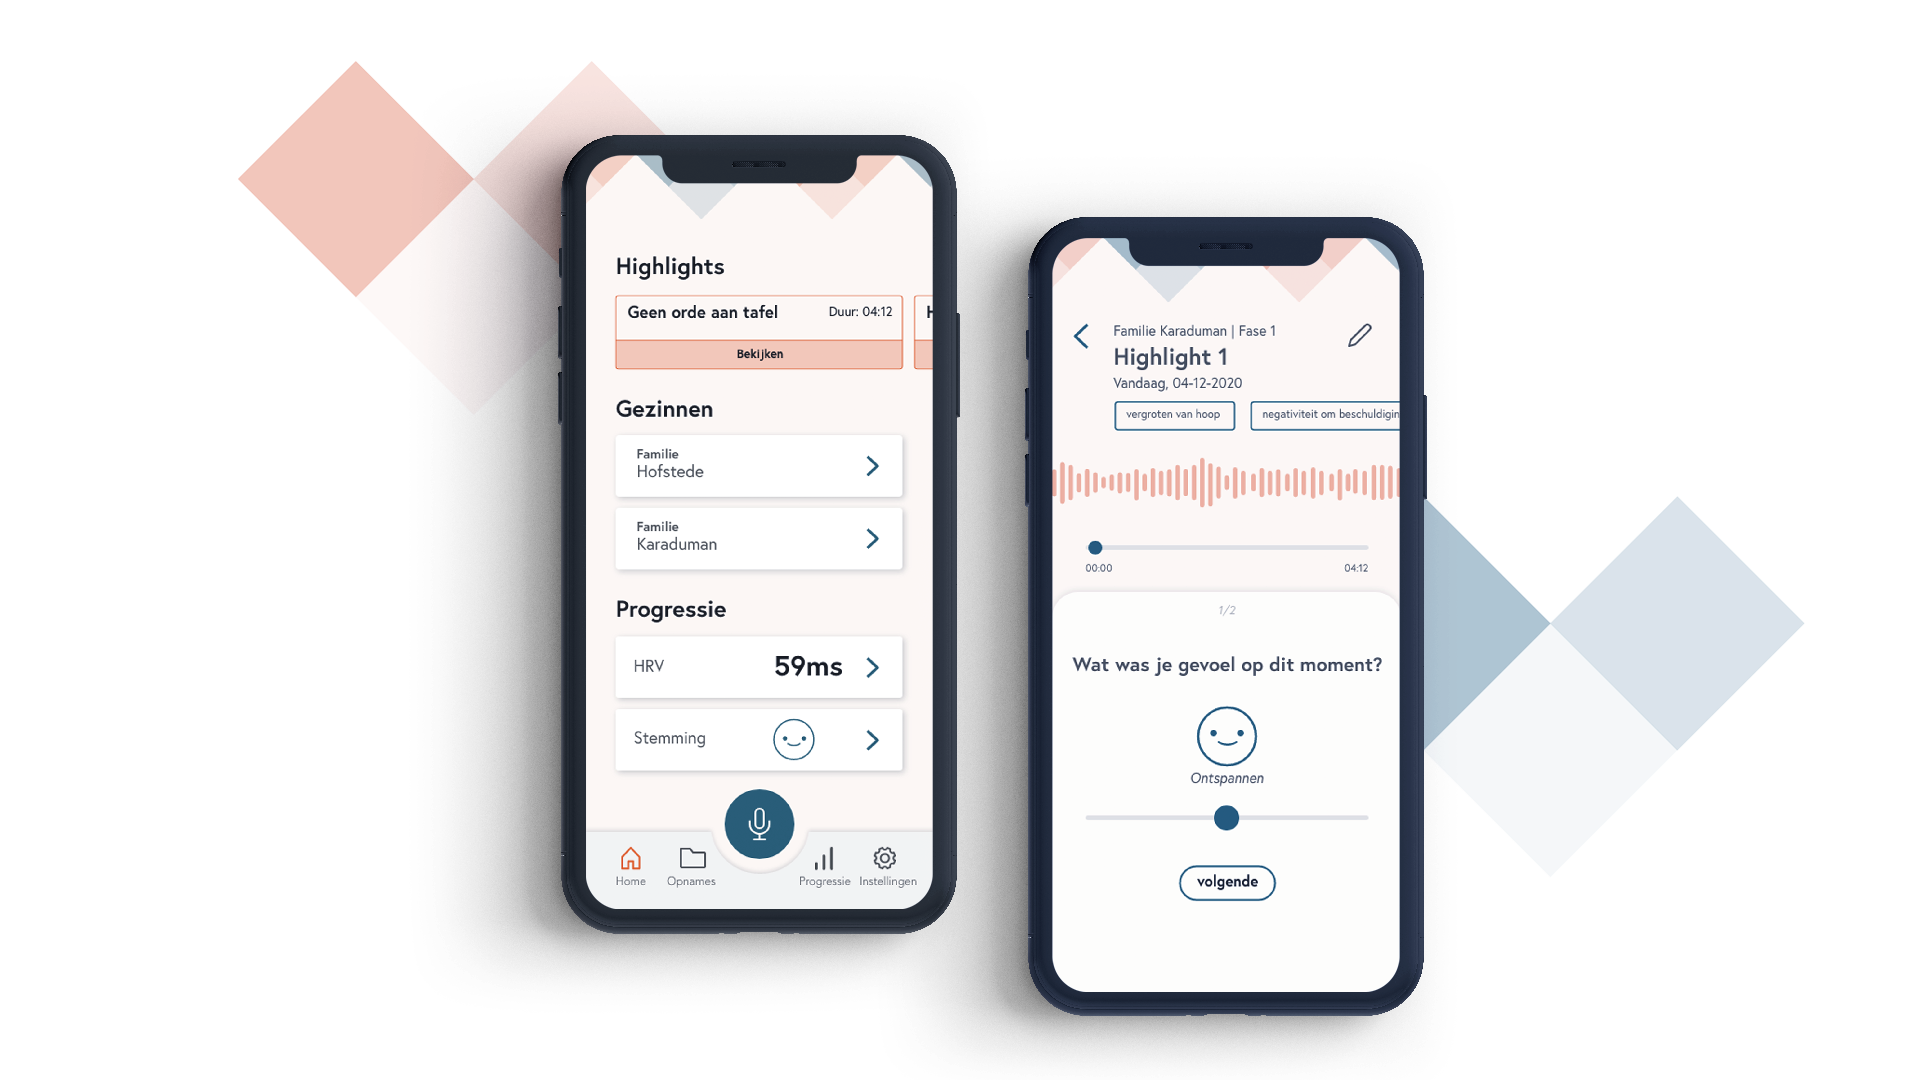 Highlights
Geen orde aan tafel
Duur: 04:12
H
Bekijken
Gezinnen
Familie
Hofstede
Familie
Karaduman
Progressie
HRV
59ms
Stemming
Home
Opnames
Progressie
Instellingen
Familie Karaduman | Fase 1
Highlight 1
Vandaag, 04-12-2020
vergroten van hoop
negativiteit om beschuldigin
00:00
04:12
1/2
Wat was je gevoel op dit moment?
Ontspannen
volgende